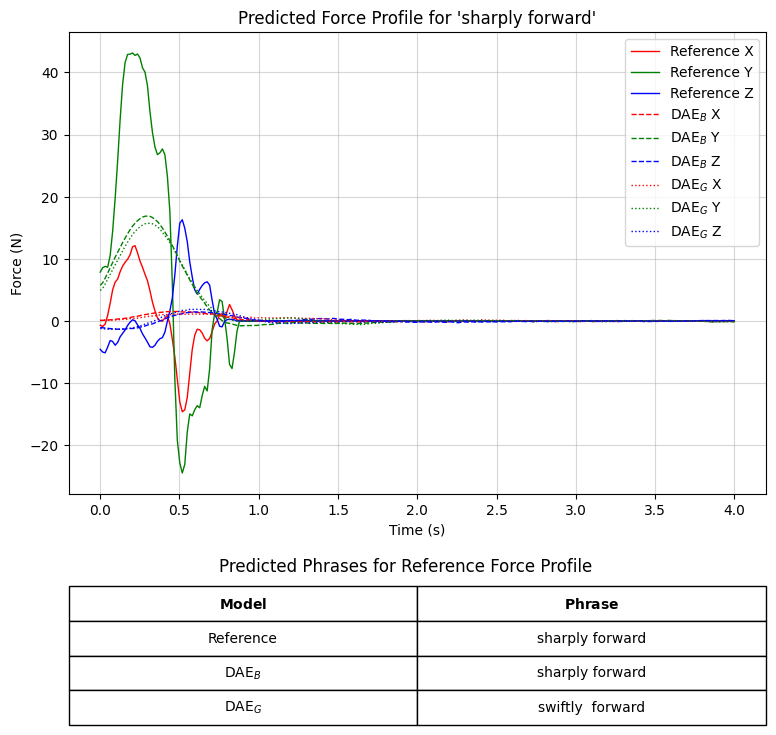 Predicted Force Profile for 'sharply forward'
Reference X
Reference Y
Reference Z
DAE_B X
DAE_B Y
DAE_B Z
DAE_G X
DAE_G Y
DAE_G Z
Force (N)
40
30
20
10
0
−10
−20
0.0 0.5 1.0 1.5 2.0 2.5 3.0 3.5 4.0
Time (s)
Predicted Phrases for Reference Force Profile
Model Phrase
Reference sharply forward
DAE_B sharply forward
DAE_G swiftly  forward